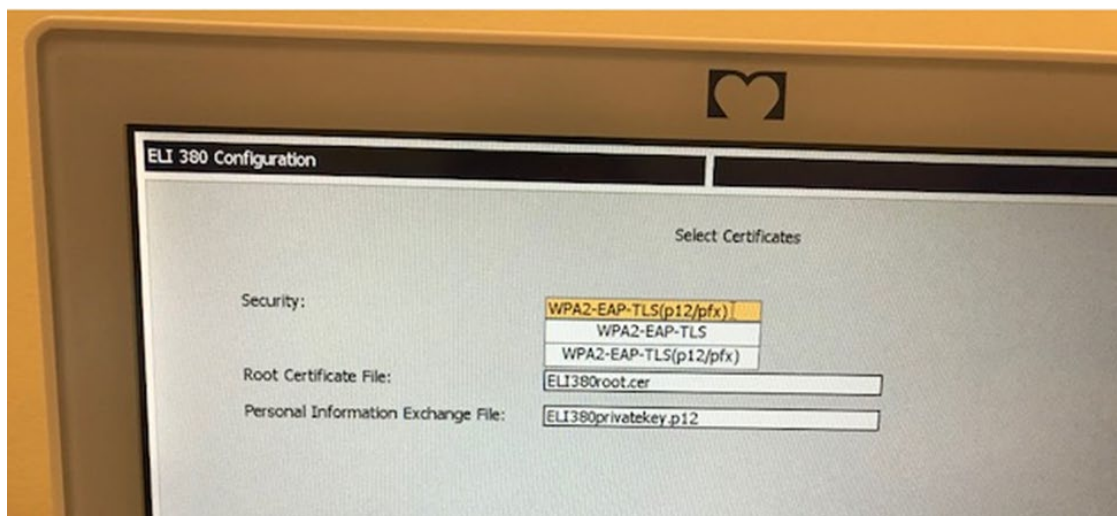 ELI 380 Configuration
Select Certificates
Security:
WPA2-EAP-TLS(p12/pfx)
WPA2-EAP-TLS
WPA2-EAP-TLS(p12/pfx)
Root Certificate File:
ELI380root.cer
Personal Information Exchange File:
ELI380privatekey.p12